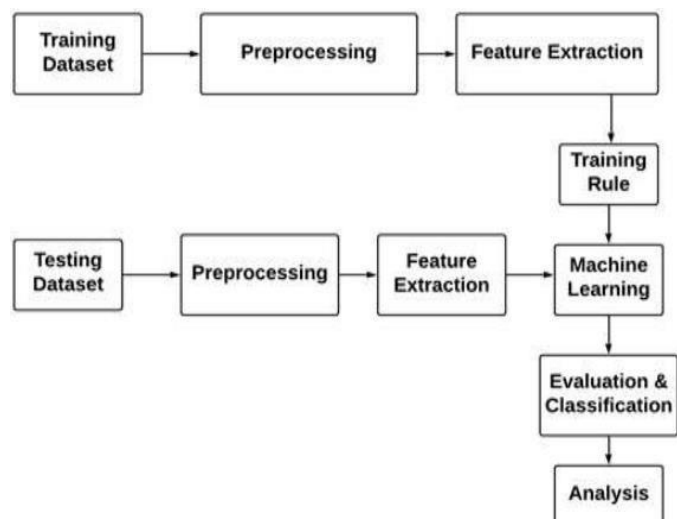 Training
Dataset
Preprocessing
Feature Extraction
Training
Rule
Testing
Dataset
Preprocessing
Feature
Extraction
Machine
Learning
Evaluation &
Classification
Analysis